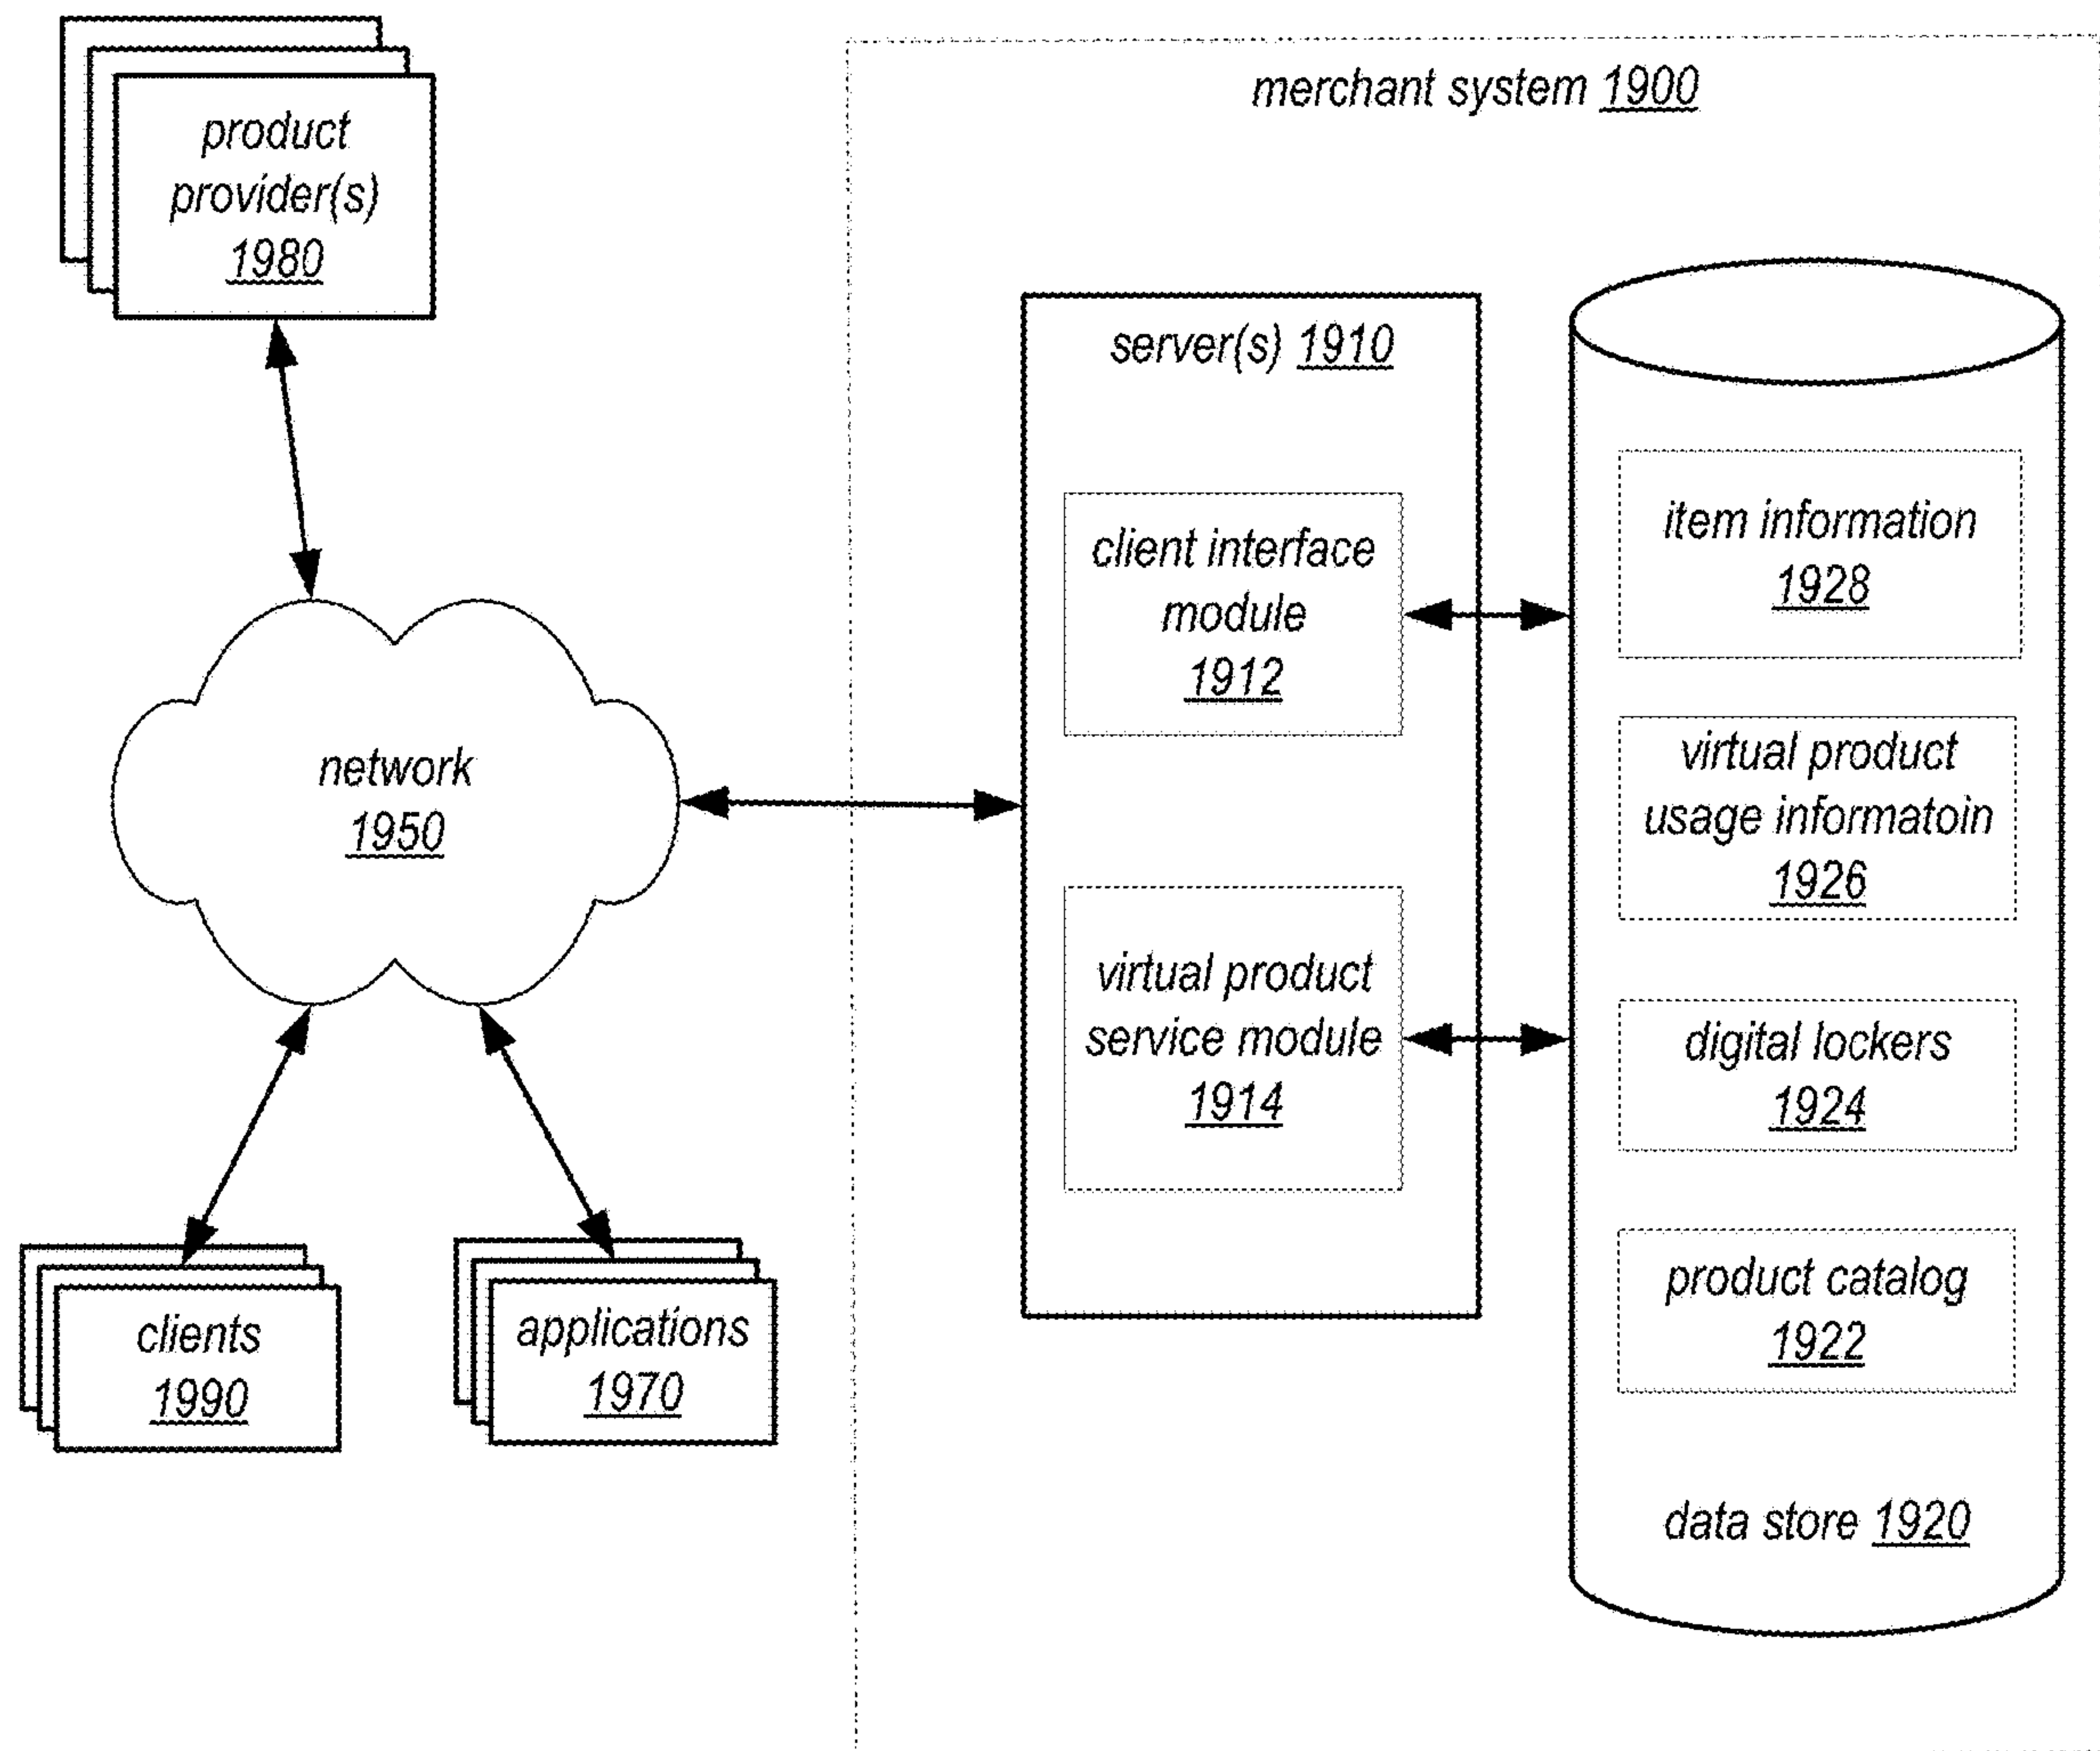 product
provider(s)
1980
merchant system 1900
server(s) 1910
client interface
module
1912
virtual product
service module
1914
item information
1928
virtual product
usage informatoin
1926
digital lockers
1924
product catalog
1922
data store 1920
network
1950
clients
1990
applications
1970